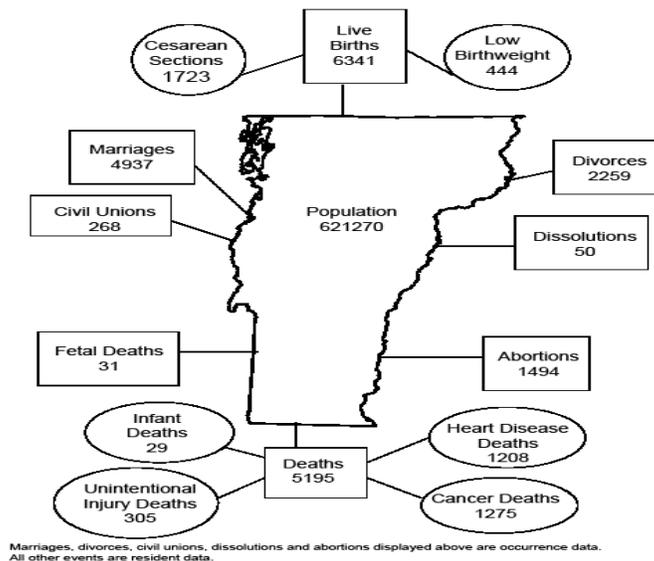 Live
Births
6341
Cesarean
Sections
1723
Low
Birthweight
444
Marriages
4937
Divorces
2259
Civil Unions
268
Population
621270
Dissolutions
50
Fetal Deaths
31
Abortions
1494
Infant
Deaths
29
Heart Disease
Deaths
1208
Deaths
5195
Unintentional
Injury Deaths
305
Cancer Deaths
1275
Marriages, divorces, civil unions, dissolutions and abortions displayed above are occurrence data.
All other events are resident data.